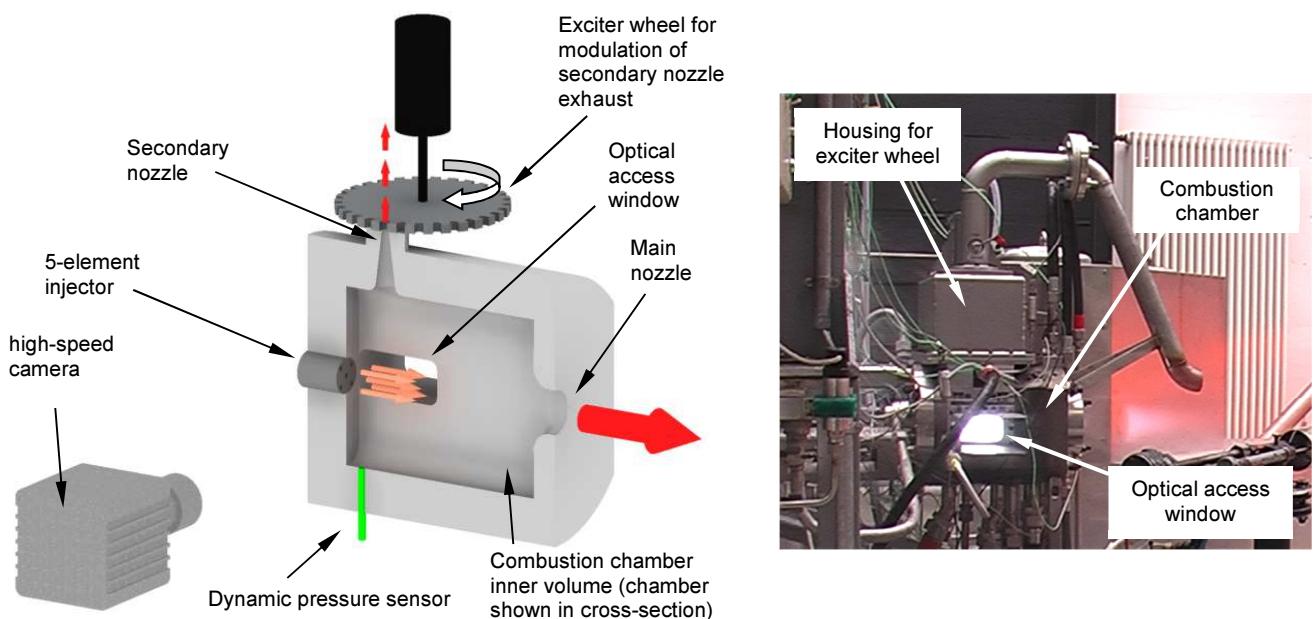 Exciter wheel for
modulation of
secondary nozzle
exhaust
Secondary
nozzle
Optical
access
window
5-element
injector
Main
nozzle
high-speed
camera
Dynamic pressure sensor
Combustion chamber
inner volume (chamber
shown in cross-section)
Housing for
exciter wheel
Combustion
chamber
Optical access
window